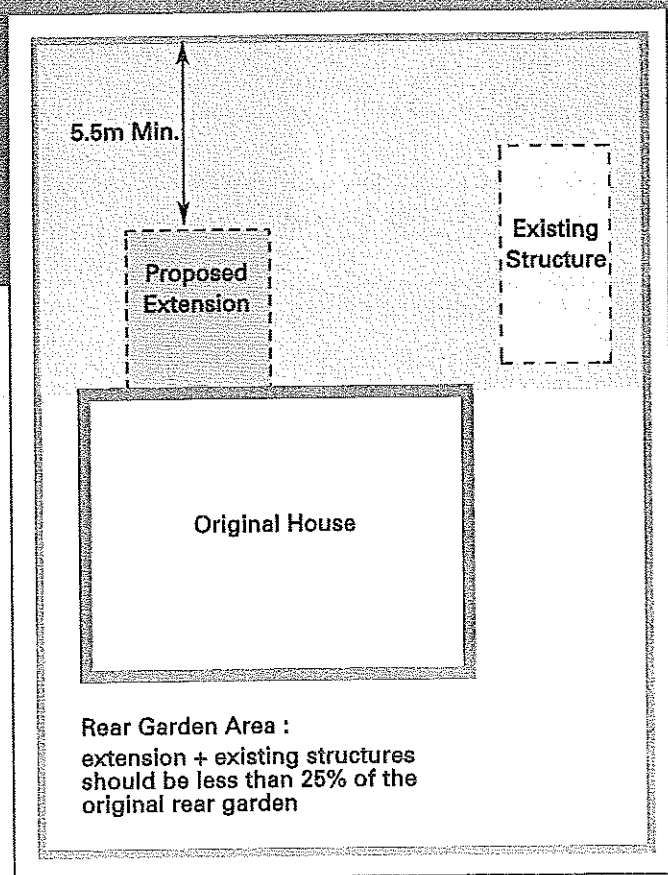 5.5m Min.
Existing
Structure
Proposed
Extension
Original House
Rear Garden Area :
extension + existing structures
should be less than 25% of the
original rear garden